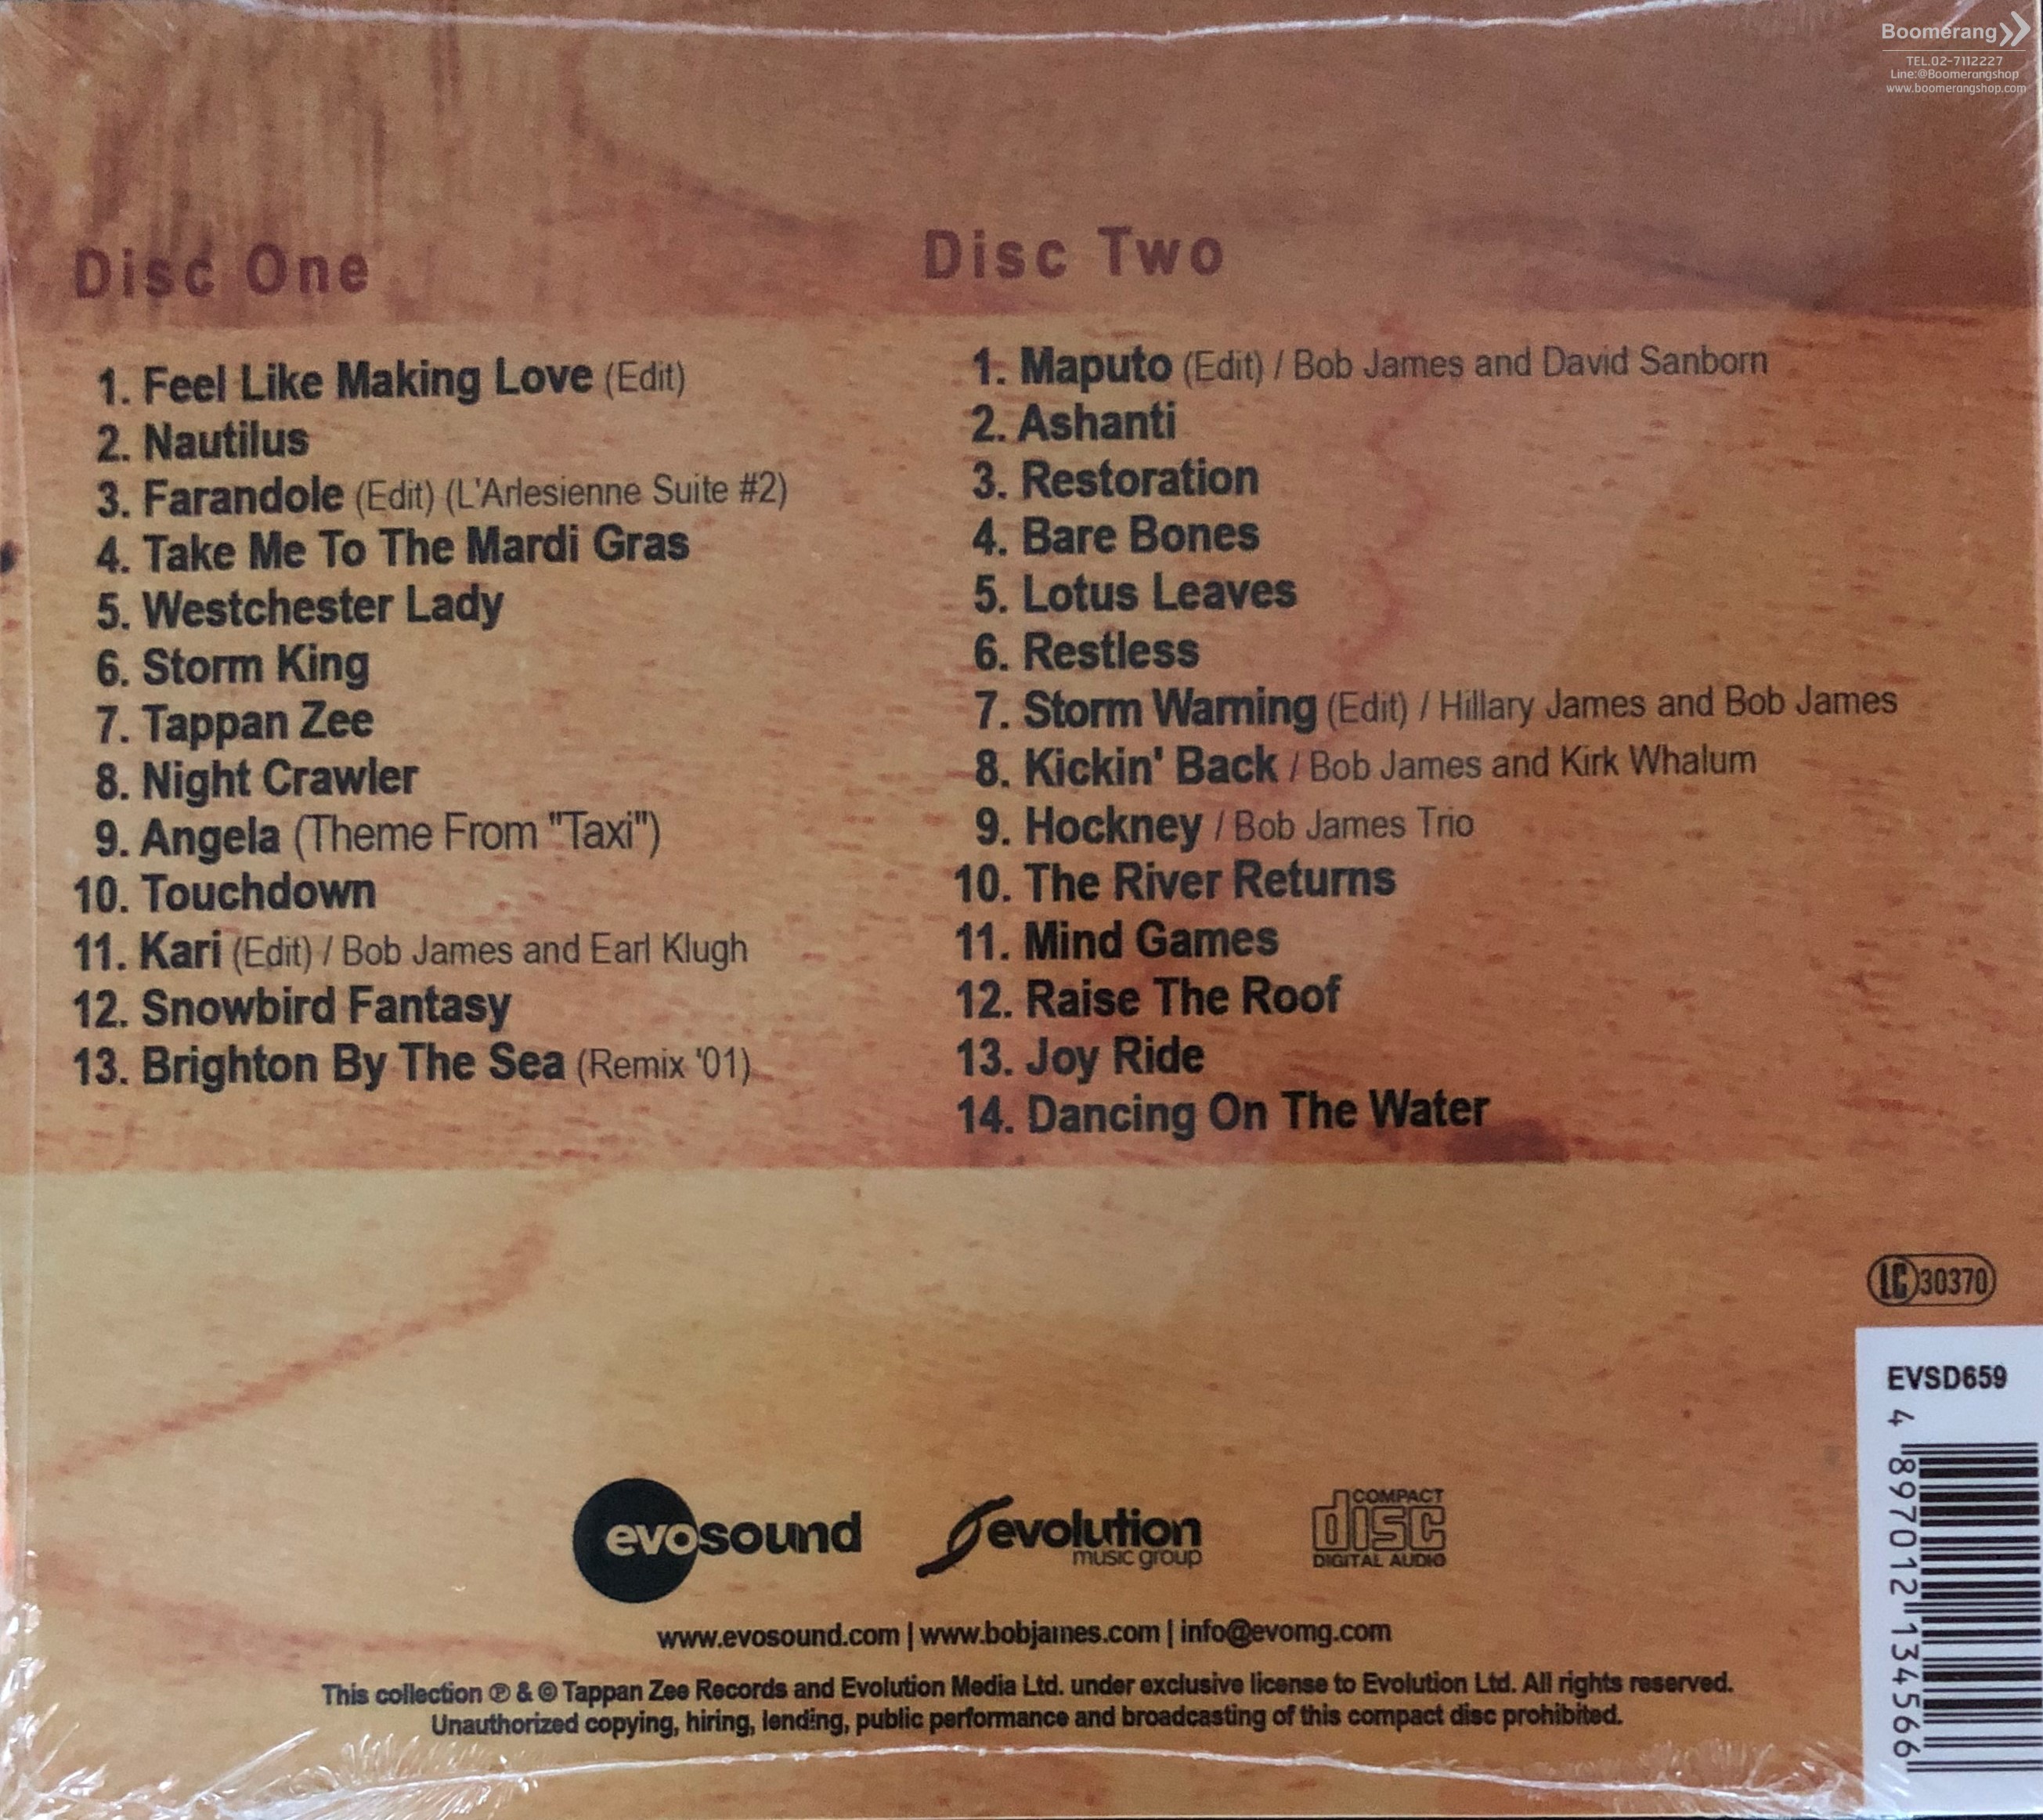 Boomerang
TEL.02-7112227
Line:@Boomerangshop
www.boomerangshop.com
Disc One
1. Feel Like Making Love (Edit)
2. Nautilus
3. Farandole (Edit) (L'Arlesienne Suite #2)
4. Take Me To The Mardi Gras
5. Westchester Lady
6. Storm King
7. Tappan Zee
8. Night Crawler
9. Angela (Theme From "Taxi")
10. Touchdown
11. Kari (Edit) / Bob James and Earl Klugh
12. Snowbird Fantasy
13. Brighton By The Sea (Remix '01)
Disc Two
1. Maputo (Edit) / Bob James and David Sanborn
2. Ashanti
3. Restoration
4. Bare Bones
5. Lotus Leaves
6. Restless
7. Storm Warning (Edit) / Hillary James and Bob James
8. Kickin' Back / Bob James and Kirk Whalum
9. Hockney / Bob James Trio
10. The River Returns
11. Mind Games
12. Raise The Roof
13. Joy Ride
14. Dancing On The Water
LC 30370
EVSD659
4 897012 134566
evosound
evolution
music group
COMPACT
disc
DIGITAL AUDIO
www.evosound.com | www.bobjames.com | info@evomg.com
This collection ℗ & © Tappan Zee Records and Evolution Media Ltd. under exclusive license to Evolution Ltd. All rights reserved.
Unauthorized copying, hiring, lending, public performance and broadcasting of this compact disc prohibited.